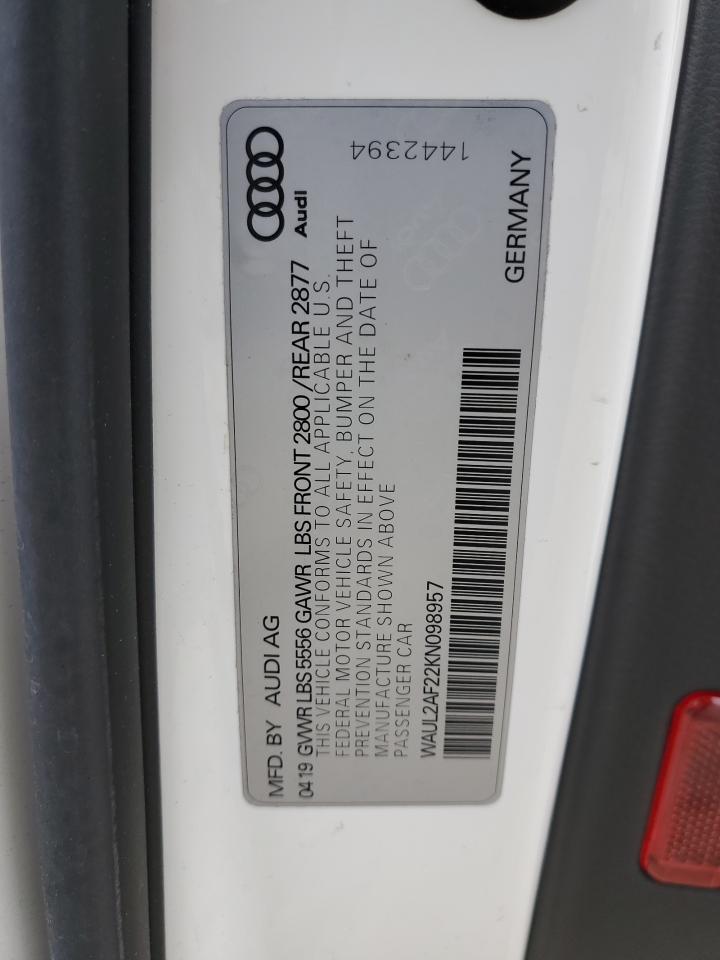 MFD. BY AUDI AG
Audi
0419 GVWR LBS 5556 GAWR LBS FRONT 2800 /REAR 2877
THIS VEHICLE CONFORMS TO ALL APPLICABLE U.S.
FEDERAL MOTOR VEHICLE SAFETY, BUMPER AND THEFT
PREVENTION STANDARDS IN EFFECT ON THE DATE OF
MANUFACTURE SHOWN ABOVE
PASSENGER CAR
WAUL2AF22KN098957
GERMANY
1442394